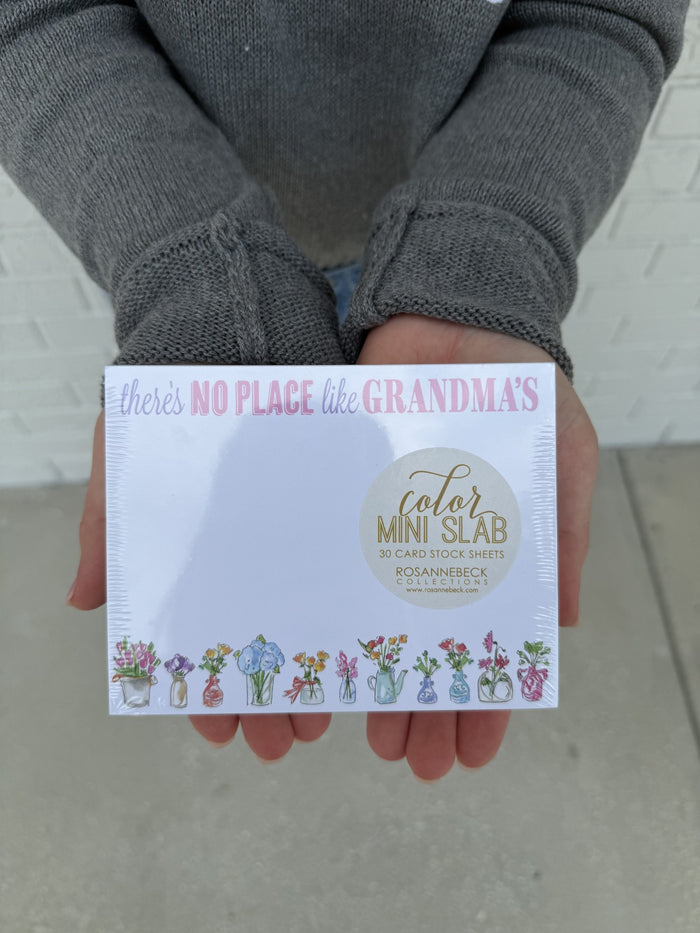 there's NO PLACE like GRANDMA'S
color
MINI SLAB
30 CARD STOCK SHEETS
ROSANNEBECK
COLLECTIONS
www.rosannebeck.com